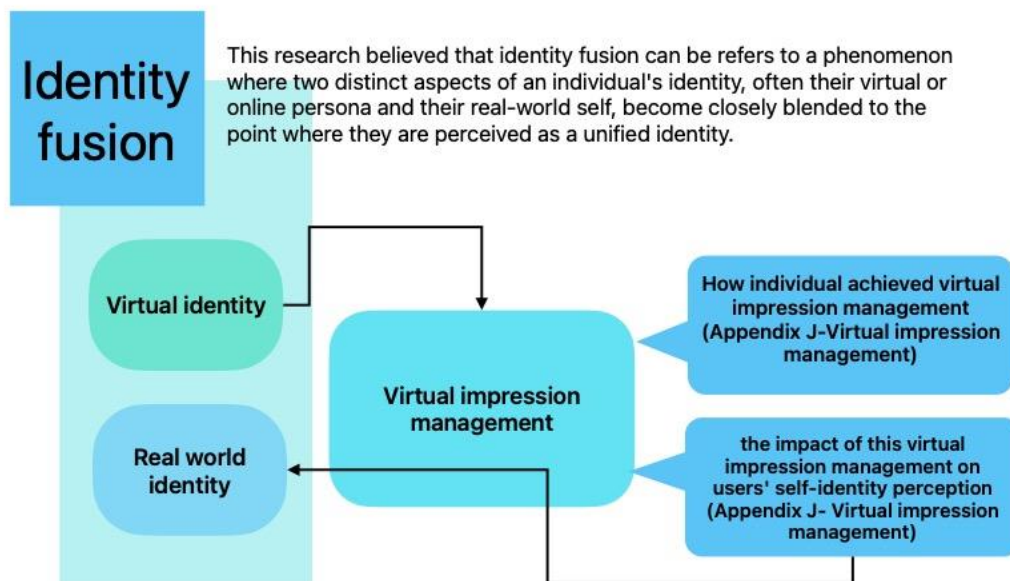 Identity
fusion
This research believed that identity fusion can be refers to a phenomenon
where two distinct aspects of an individual's identity, often their virtual or
online persona and their real-world self, become closely blended to the
point where they are perceived as a unified identity.
Virtual identity
Real world
identity
Virtual impression
management
How individual achieved virtual
impression management
(Appendix J-Virtual impression
management)
the impact of this virtual
impression management on
users' self-identity perception
(Appendix J- Virtual impression
management)